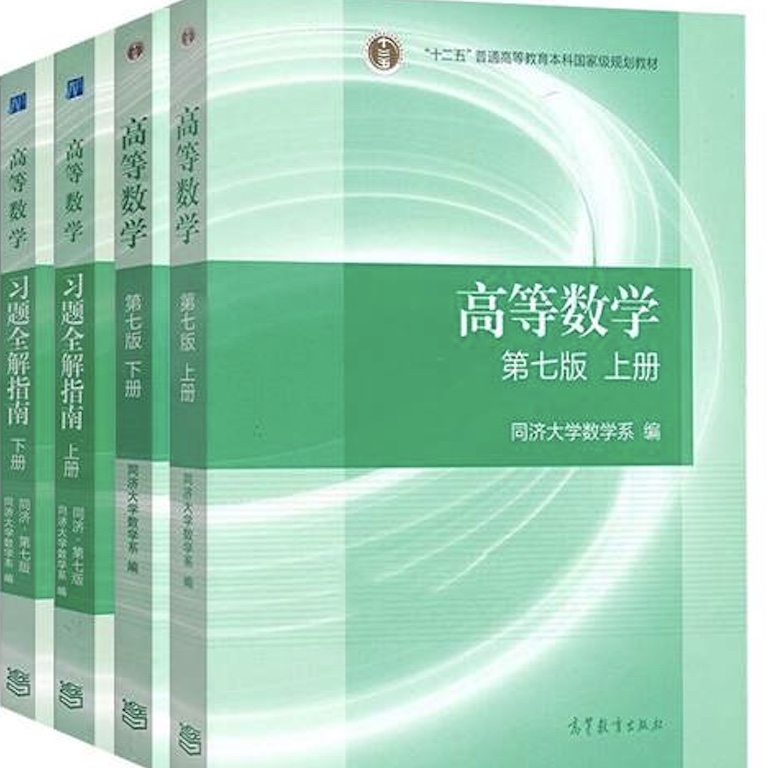 高等数学
习题全解指南
下册
同济·第七版
同济大学数学系 编
高等数学
习题全解指南
上册
同济·第七版
同济大学数学系 编
高等数学
第七版 下册
同济大学数学系 编
高等数学
第七版 上册
同济大学数学系 编
十二五
“十二五”普通高等教育本科国家级规划教材
高等数学
第七版 上册
同济大学数学系 编
高等教育出版社